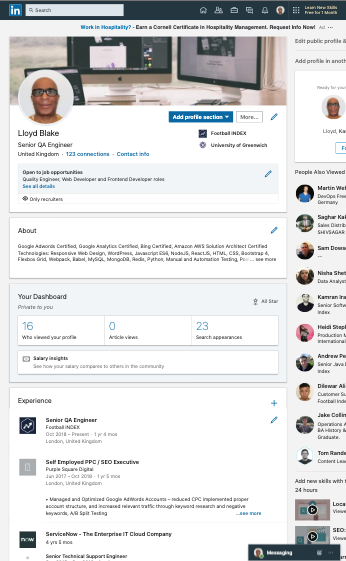 in
Search
Learn New Skills
Free for 1 Month
Work in Hospitality? - Earn a Cornell Certificate in Hospitality Management. Request Info Now! Ad ...
Edit public profile &
Add profile in anoth
Add profile section
More...
Lloyd Blake
Senior QA Engineer
United Kingdom · 123 connections · Contact info
Football INDEX
University of Greenwich
Ready for your
Lloyd, Ka
Open to job opportunities
Quality Engineer, Web Developer and Frontend Developer roles
See all details
Only recruiters
People Also Viewed
Martin Wel
DevOps Free
Germany
Saghar Kal
Sales Distrib
SHIVSAGAR
Sam Dowa
Nisha Shet
Data Analyst
Kamran Ira
Senior Softw
Index
Heidi Step
Production
International
Andrew Pe
Senior Java
Index
Dilewar Ali
Customer Su
Football Index
Jake Collin
Operations A
BA History &
Graduate.
Tom Rande
Content Lea
About
Google Adwords Certified, Google Analytics Certified, Bing Certified, Amazon AWS Solution Architect Certified
Technologies: Responsive Web Design, WordPress, Javascript ES6, NodeJS, ReactJS, HTML, CSS, Bootstrap 4,
Flexbox Grid, Webpack, Babel, MySQL, MongoDB, Redis, Python, Manual and Automation Testing, ... see more
Your Dashboard
Private to you
All Star
16
Who viewed your profile
0
Article views
23
Search appearances
Salary insights
See how your salary compares to others in the community
Experience
Senior QA Engineer
Football INDEX
Oct 2018 – Present · 1 yr 4 mos
London, United Kingdom
Self Employed PPC / SEO Executive
Purple Square Digital
Jun 2017 – Oct 2018 · 1 yr 5 mos
London, United Kingdom
• Managed and Optimized Google AdWords Accounts – reduced CPC implemented proper
account structure, and increased relevant traffic through keyword research and negative
keywords, A/B Split Testing
...see more
now
ServiceNow - The Enterprise IT Cloud Company
4 yrs 5 mos
Senior Technical Support Engineer
Add new skills with
24 hours
Loca
Viewe
SEO:
Viewe
Messaging